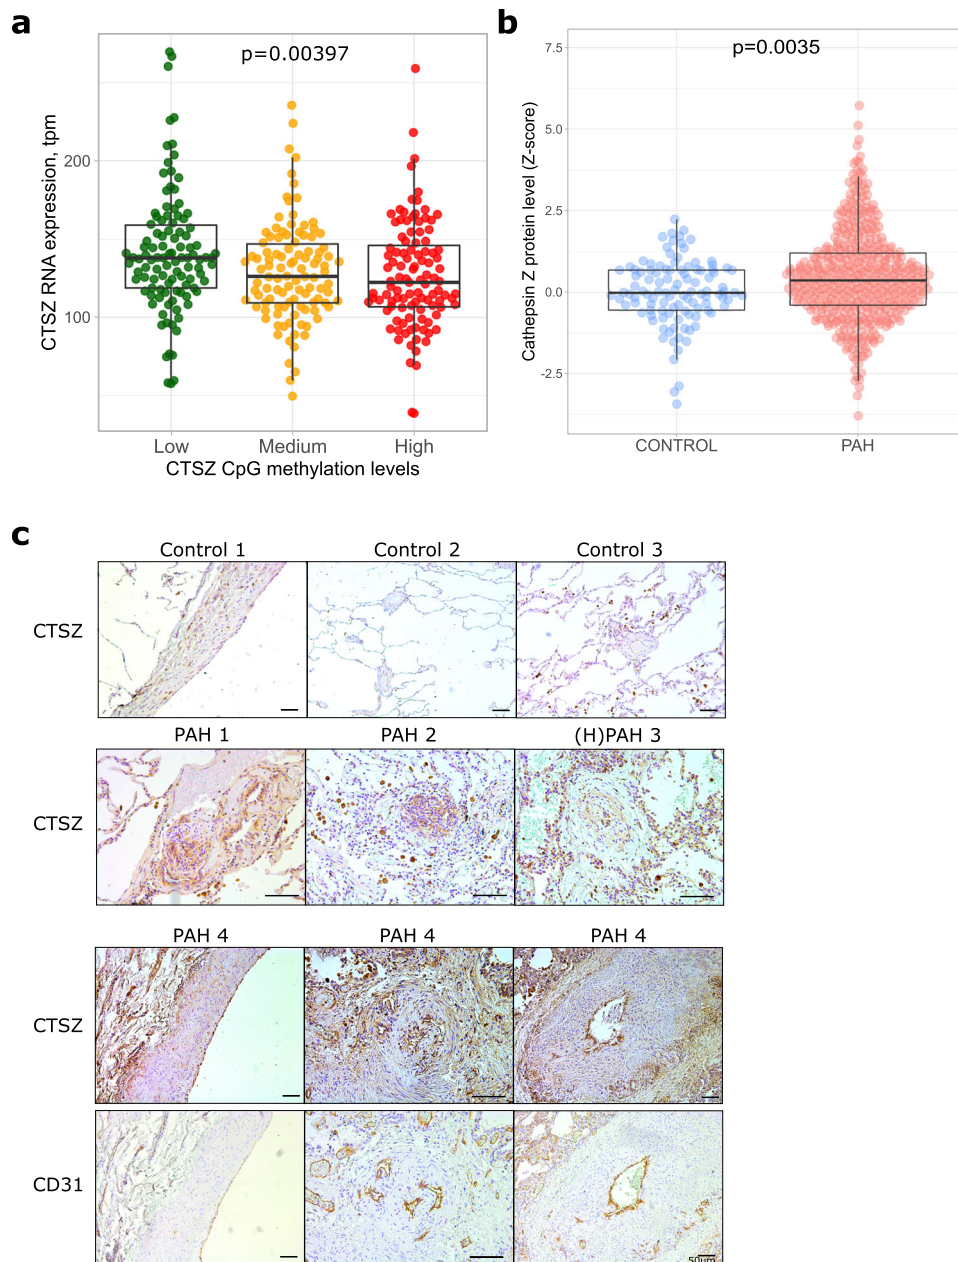 a
p=0.00397
CTSZ RNA expression, tpm
200
100
Low Medium High
CTSZ CpG methylation levels
b
p=0.0035
Cathepsin Z protein level (Z-score)
7.5
5.0
2.5
0.0
-2.5
CONTROL PAH
c
Control 1 Control 2 Control 3
CTSZ
PAH 1 PAH 2 (H)PAH 3
CTSZ
PAH 4 PAH 4 PAH 4
CTSZ
CD31
50um